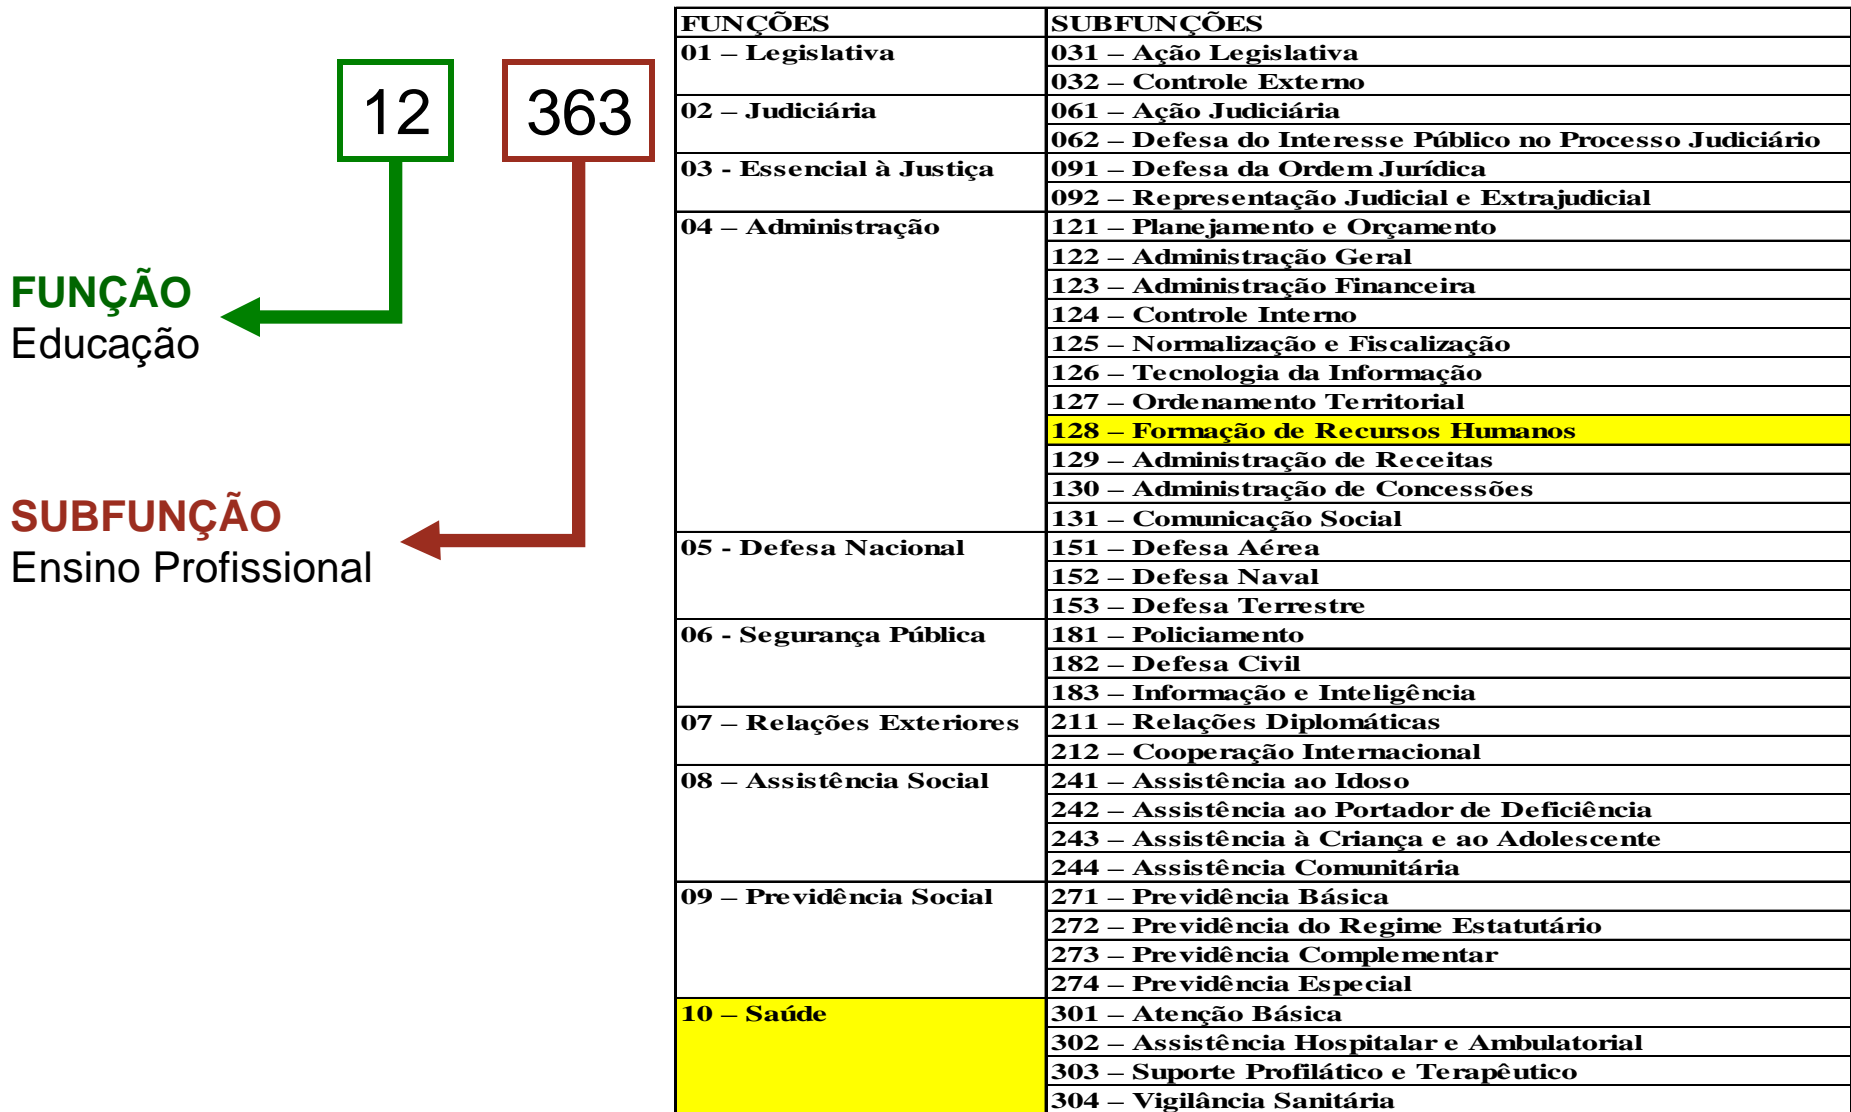 12 363
FUNÇÃO
Educação
SUBFUNÇÃO
Ensino Profissional
FUNÇÕES SUBFUNÇÕES
01 – Legislativa 031 – Ação Legislativa
032 – Controle Externo
02 – Judiciária 061 – Ação Judiciária
062 – Defesa do Interesse Público no Processo Judiciário
03 - Essencial à Justiça 091 – Defesa da Ordem Jurídica
092 – Representação Judicial e Extrajudicial
04 – Administração 121 – Planejamento e Orçamento
122 – Administração Geral
123 – Administração Financeira
124 – Controle Interno
125 – Normalização e Fiscalização
126 – Tecnologia da Informação
127 – Ordenamento Territorial
128 – Formação de Recursos Humanos
129 – Administração de Receitas
130 – Administração de Concessões
131 – Comunicação Social
05 - Defesa Nacional 151 – Defesa Aérea
152 – Defesa Naval
153 – Defesa Terrestre
06 - Segurança Pública 181 – Policiamento
182 – Defesa Civil
183 – Informação e Inteligência
07 – Relações Exteriores 211 – Relações Diplomáticas
212 – Cooperação Internacional
08 – Assistência Social 241 – Assistência ao Idoso
242 – Assistência ao Portador de Deficiência
243 – Assistência à Criança e ao Adolescente
244 – Assistência Comunitária
09 – Previdência Social 271 – Previdência Básica
272 – Previdência do Regime Estatutário
273 – Previdência Complementar
274 – Previdência Especial
10 – Saúde 301 – Atenção Básica
302 – Assistência Hospitalar e Ambulatorial
303 – Suporte Profilático e Terapêutico
304 – Vigilância Sanitária